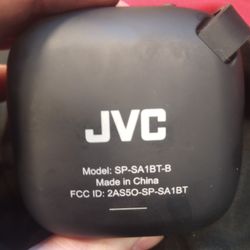 JVC
Model: SP-SA1BT-B
Made in China
FCC ID: 2AS5O-SP-SA1BT